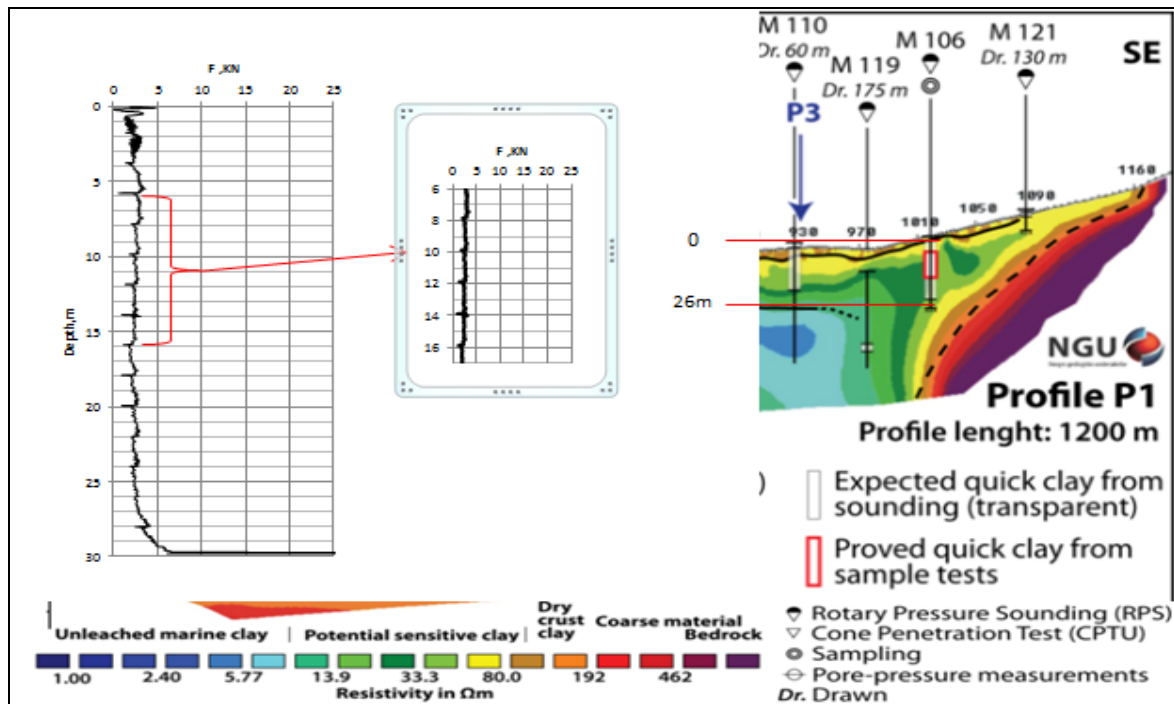 F ,KN
0 5 10 15 20 25
0
5
10
15
20
25
30
Depth,m
F ,KN
0 5 10 15 20 25
6
8
10
12
14
16
M 110
Dr. 60 m
P3
M 119
Dr. 175 m
M 106
M 121
Dr. 130 m
SE
930 970 1010 1050 1090 1160
0
26m
NGU
Profile P1
Profile lenght: 1200 m
) Expected quick clay from
sounding (transparent)
Proved quick clay from
sample tests
Rotary Pressure Sounding (RPS)
Cone Penetration Test (CPTU)
Sampling
Pore-pressure measurements
Dr. Drawn
Unleached marine clay
Potential sensitive clay
Dry
crust
clay
Coarse material
Bedrock
1.00 2.40 5.77 13.9 33.3 80.0 192 462
Resistivity in Ωm